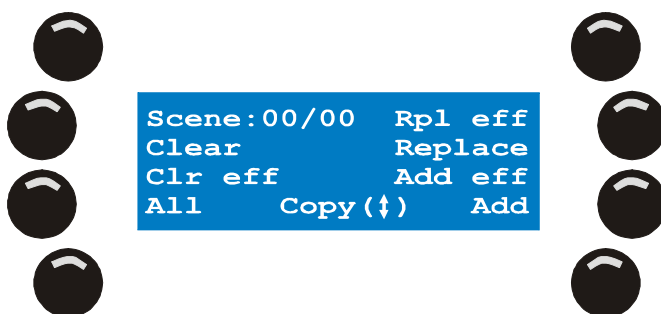 Scene:00/00 Rpl eff
Clear Replace
Clr eff Add eff
All Copy(↕) Add